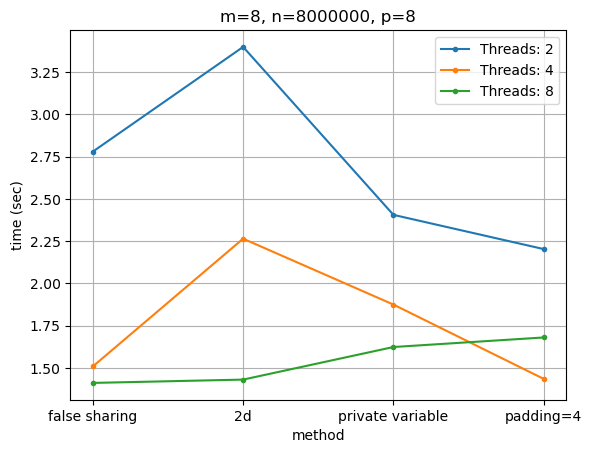 m=8, n=8000000, p=8
Threads: 2
Threads: 4
Threads: 8
time (sec)
3.25
3.00
2.75
2.50
2.25
2.00
1.75
1.50
false sharing 2d private variable padding=4
method